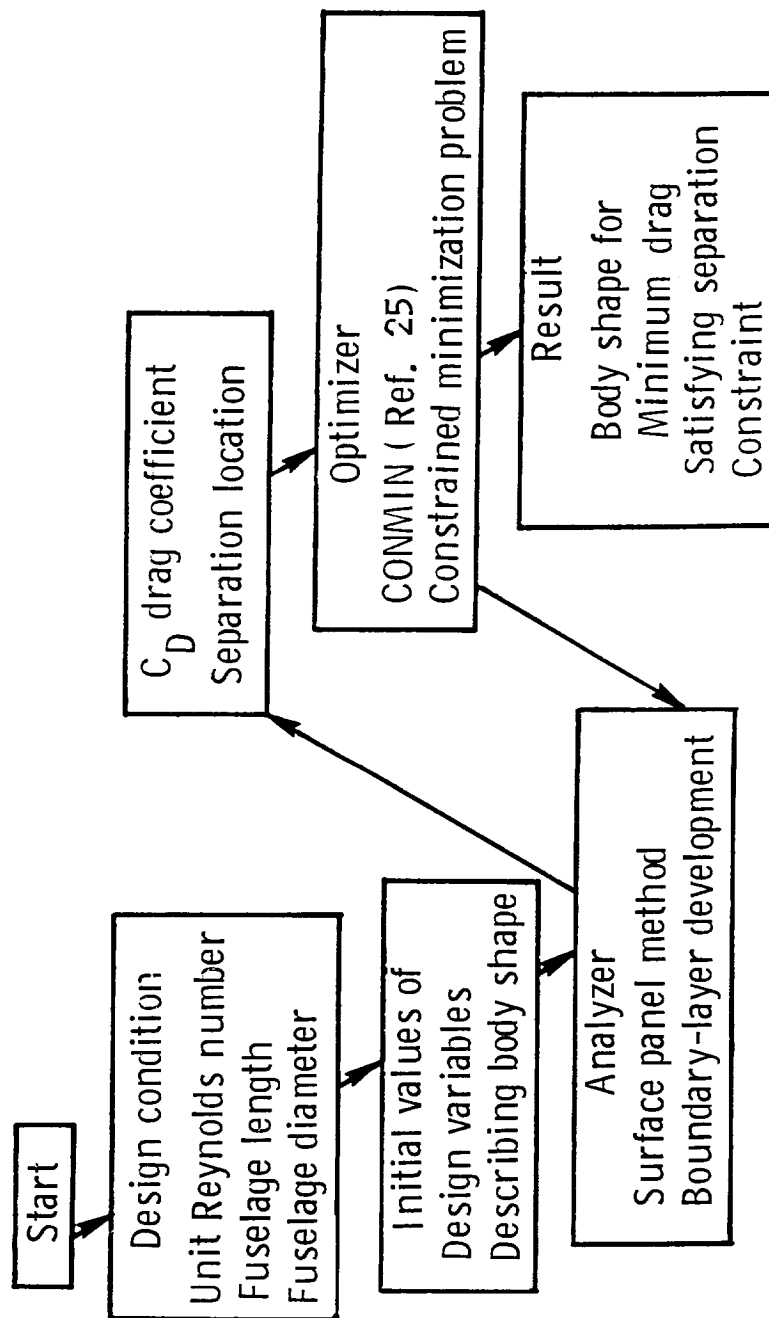 Start
Design condition
Unit Reynolds number
Fuselage length
Fuselage diameter
Initial values of
Design variables
Describing body shape
Analyzer
Surface panel method
Boundary-layer development
CD drag coefficient
Separation location
Optimizer
CONMIN ( Ref. 25)
Constrained minimization problem
Result
Body shape for
Minimum drag
Satisfying separation
Constraint